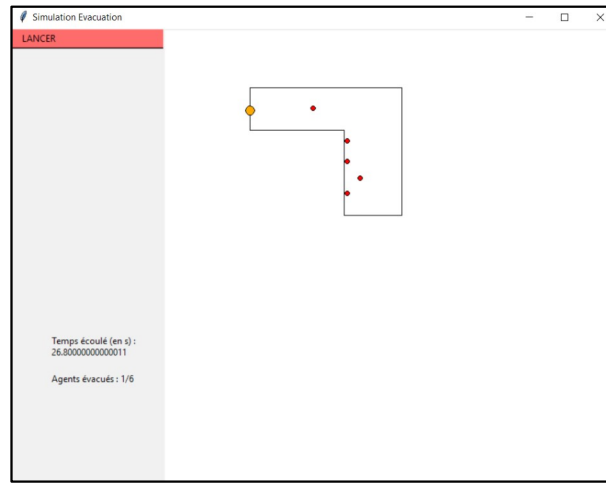 Simulation Evacuation
LANCER
Temps écoulé (en s) :
26.80000000000011
Agents évacués : 1/6